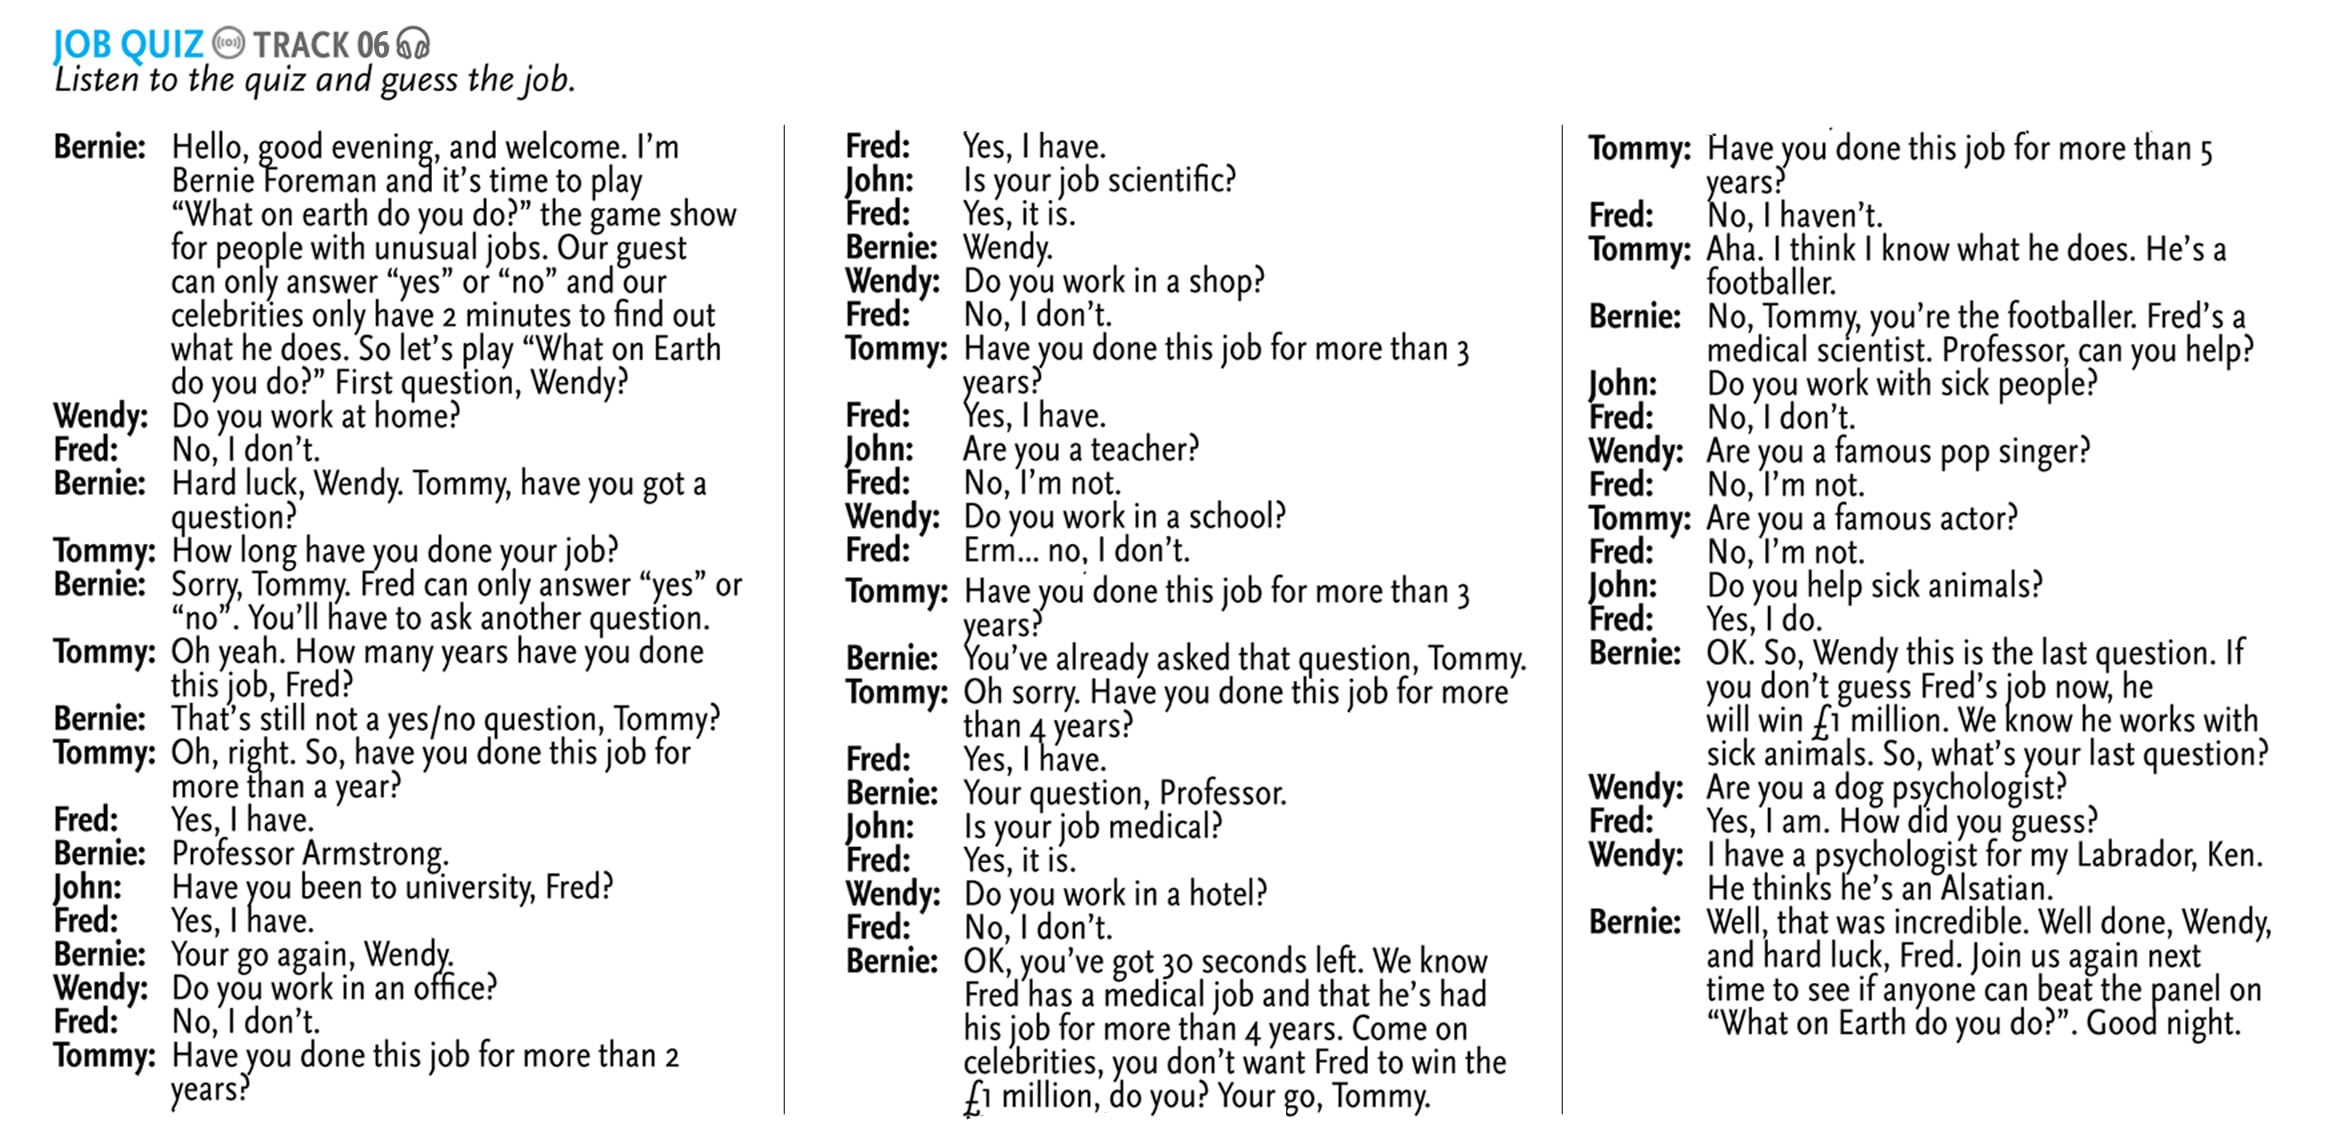 JOB QUIZ TRACK 06
Listen to the quiz and guess the job.
Bernie: Hello, good evening, and welcome. I'm
Bernie Foreman and it's time to play
“What on earth do you do?” the game show
for people with unusual jobs. Our guest
can only answer “yes” or “no” and our
celebrities only have 2 minutes to find out
what he does. So let's play “What on Earth
do you do?” First question, Wendy?
Wendy: Do you work at home?
Fred: No, I don't.
Bernie: Hard luck, Wendy. Tommy, have you got a
question?
Tommy: How long have you done your job?
Bernie: Sorry, Tommy. Fred can only answer “yes” or
“no”. You'll have to ask another question.
Tommy: Oh yeah. How many years have you done
this job, Fred?
Bernie: That's still not a yes/no question, Tommy?
Tommy: Oh, right. So, have you done this job for
more than a year?
Fred: Yes, I have.
Bernie: Professor Armstrong.
John: Have you been to university, Fred?
Fred: Yes, I have.
Bernie: Your go again, Wendy.
Wendy: Do you work in an office?
Fred: No, I don't.
Tommy: Have you done this job for more than 2
years?
Fred: Yes, I have.
John: Is your job scientific?
Fred: Yes, it is.
Bernie: Wendy.
Wendy: Do you work in a shop?
Fred: No, I don't.
Tommy: Have you done this job for more than 3
years?
Fred: Yes, I have.
John: Are you a teacher?
Fred: No, I'm not.
Wendy: Do you work in a school?
Fred: Erm... no, I don't.
Tommy: Have you done this job for more than 3
years?
Bernie: You've already asked that question, Tommy.
Tommy: Oh sorry. Have you done this job for more
than 4 years?
Fred: Yes, I have.
Bernie: Your question, Professor.
John: Is your job medical?
Fred: Yes, it is.
Wendy: Do you work in a hotel?
Fred: No, I don't.
Bernie: OK, you've got 30 seconds left. We know
Fred has a medical job and that he's had
his job for more than 4 years. Come on
celebrities, you don't want Fred to win the
£1 million, do you? Your go, Tommy.
Tommy: Have you done this job for more than 5
years?
Fred: No, I haven't.
Tommy: Aha. I think I know what he does. He's a
footballer.
Bernie: No, Tommy, you're the footballer. Fred's a
medical scientist. Professor, can you help?
John: Do you work with sick people?
Fred: No, I don't.
Wendy: Are you a famous pop singer?
Fred: No, I'm not.
Tommy: Are you a famous actor?
Fred: No, I'm not.
John: Do you help sick animals?
Fred: Yes, I do.
Bernie: OK. So, Wendy this is the last question. If
you don't guess Fred's job now, he
will win £1 million. We know he works with
sick animals. So, what's your last question?
Wendy: Are you a dog psychologist?
Fred: Yes, I am. How did you guess?
Wendy: I have a psychologist for my Labrador, Ken.
He thinks he's an Alsatian.
Bernie: Well, that was incredible. Well done, Wendy,
and hard luck, Fred. Join us again next
time to see if anyone can beat the panel on
“What on Earth do you do?”. Good night.